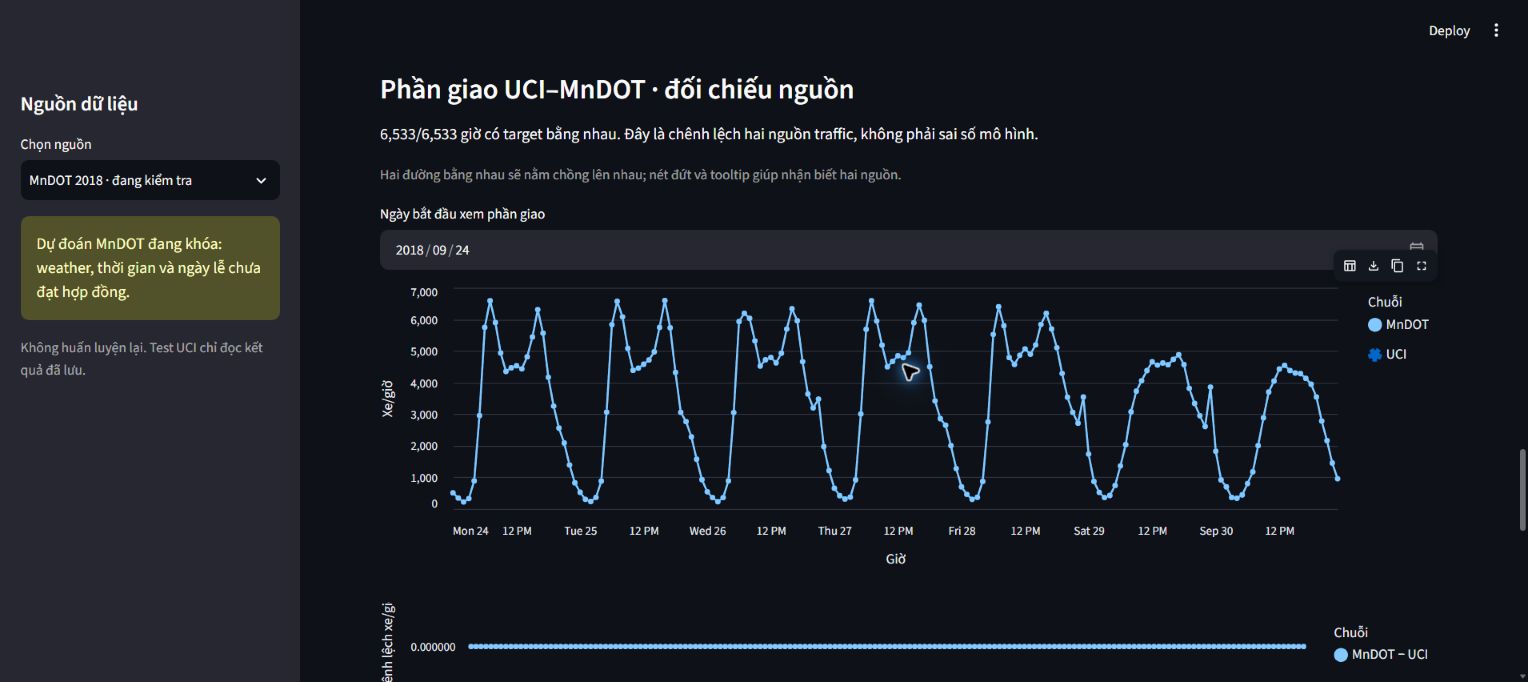 Deploy
Nguồn dữ liệu
Chọn nguồn
MnDOT 2018 · đang kiểm tra
Dự đoán MnDOT đang khóa:
weather, thời gian và ngày lễ chưa
đạt hợp đồng.
Không huấn luyện lại. Test UCI chỉ đọc kết
quả đã lưu.
Phần giao UCI–MnDOT · đối chiếu nguồn
6,533/6,533 giờ có target bằng nhau. Đây là chênh lệch hai nguồn traffic, không phải sai số mô hình.
Hai đường bằng nhau sẽ nằm chồng lên nhau; nét đứt và tooltip giúp nhận biết hai nguồn.
Ngày bắt đầu xem phần giao
2018 / 09 / 24
7,000
6,000
5,000
4,000
3,000
2,000
1,000
0
Xe/giờ
Mon 24 12 PM Tue 25 12 PM Wed 26 12 PM Thu 27 12 PM Fri 28 12 PM Sat 29 12 PM Sep 30 12 PM
Giờ
Chuỗi
MnDOT
UCI
ênh lệch xe/gi
0.000000
Chuỗi
MnDOT − UCI